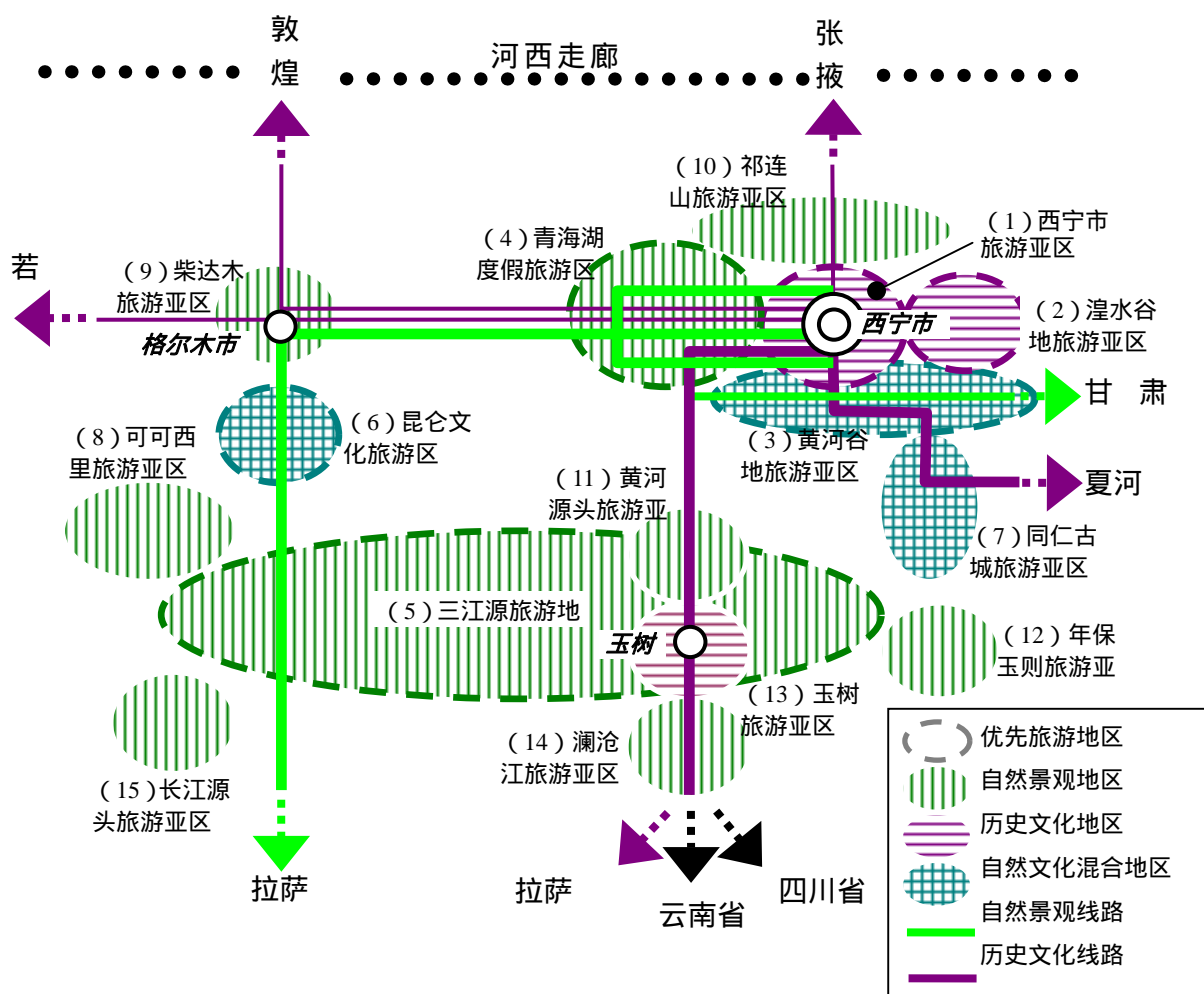 敦
煌
河西走廊
张
掖
（10）祁连
山旅游亚区
（1）西宁市
旅游亚区
（4）青海湖
度假旅游区
若
（9）柴达木
旅游亚区
格尔木市
西宁市
（2）湟水谷
地旅游亚区
甘 肃
（6）昆仑文
化旅游区
（8）可可西
里旅游亚区
（3）黄河谷
地旅游亚区
（11）黄河
源头旅游亚
夏河
（7）同仁古
城旅游亚区
（5）三江源旅游地
玉树
（12）年保
玉则旅游亚
（13）玉树
旅游亚区
（14）澜沧
江旅游亚区
（15）长江源
头旅游亚区
拉萨
拉萨
云南省
四川省
优先旅游地区
自然景观地区
历史文化地区
自然文化混合地区
自然景观线路
历史文化线路